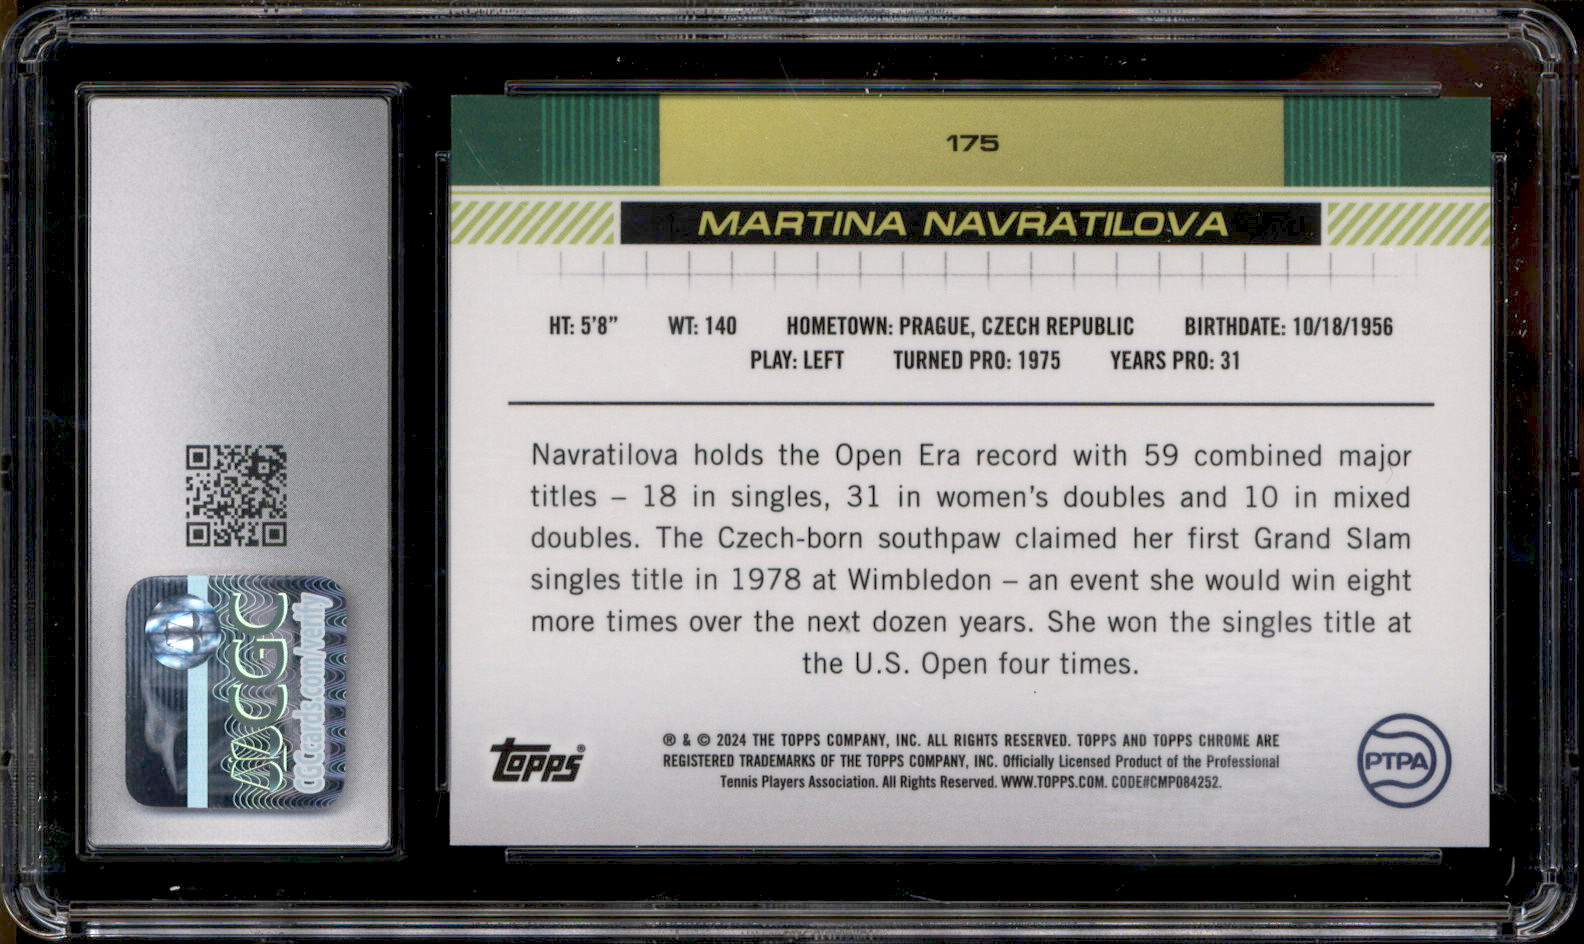 175
MARTINA NAVRATILOVA
HT: 5'8" WT: 140 HOMETOWN: PRAGUE, CZECH REPUBLIC BIRTHDATE: 10/18/1956
PLAY: LEFT TURNED PRO: 1975 YEARS PRO: 31
Navratilova holds the Open Era record with 59 combined major
titles – 18 in singles, 31 in women's doubles and 10 in mixed
doubles. The Czech-born southpaw claimed her first Grand Slam
singles title in 1978 at Wimbledon – an event she would win eight
more times over the next dozen years. She won the singles title at
the U.S. Open four times.
topps®
® & © 2024 THE TOPPS COMPANY, INC. ALL RIGHTS RESERVED. TOPPS AND TOPPS CHROME ARE
REGISTERED TRADEMARKS OF THE TOPPS COMPANY, INC. Officially Licensed Product of the Professional
Tennis Players Association. All Rights Reserved. WWW.TOPPS.COM. CODE#CMP084252.
PTPA
CGC
CGCcards.com/verify